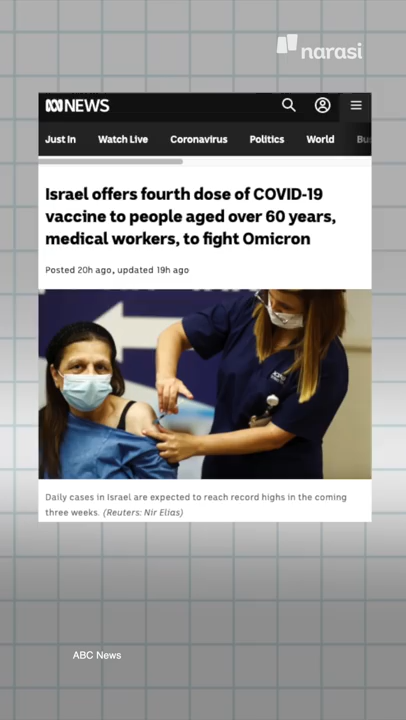 narasi
NEWS
Just In Watch Live Coronavirus Politics World Bu
Israel offers fourth dose of COVID-19
vaccine to people aged over 60 years,
medical workers, to fight Omicron
Posted 20h ago, updated 19h ago
Daily cases in Israel are expected to reach record highs in the coming
three weeks. (Reuters: Nir Elias)
ABC News